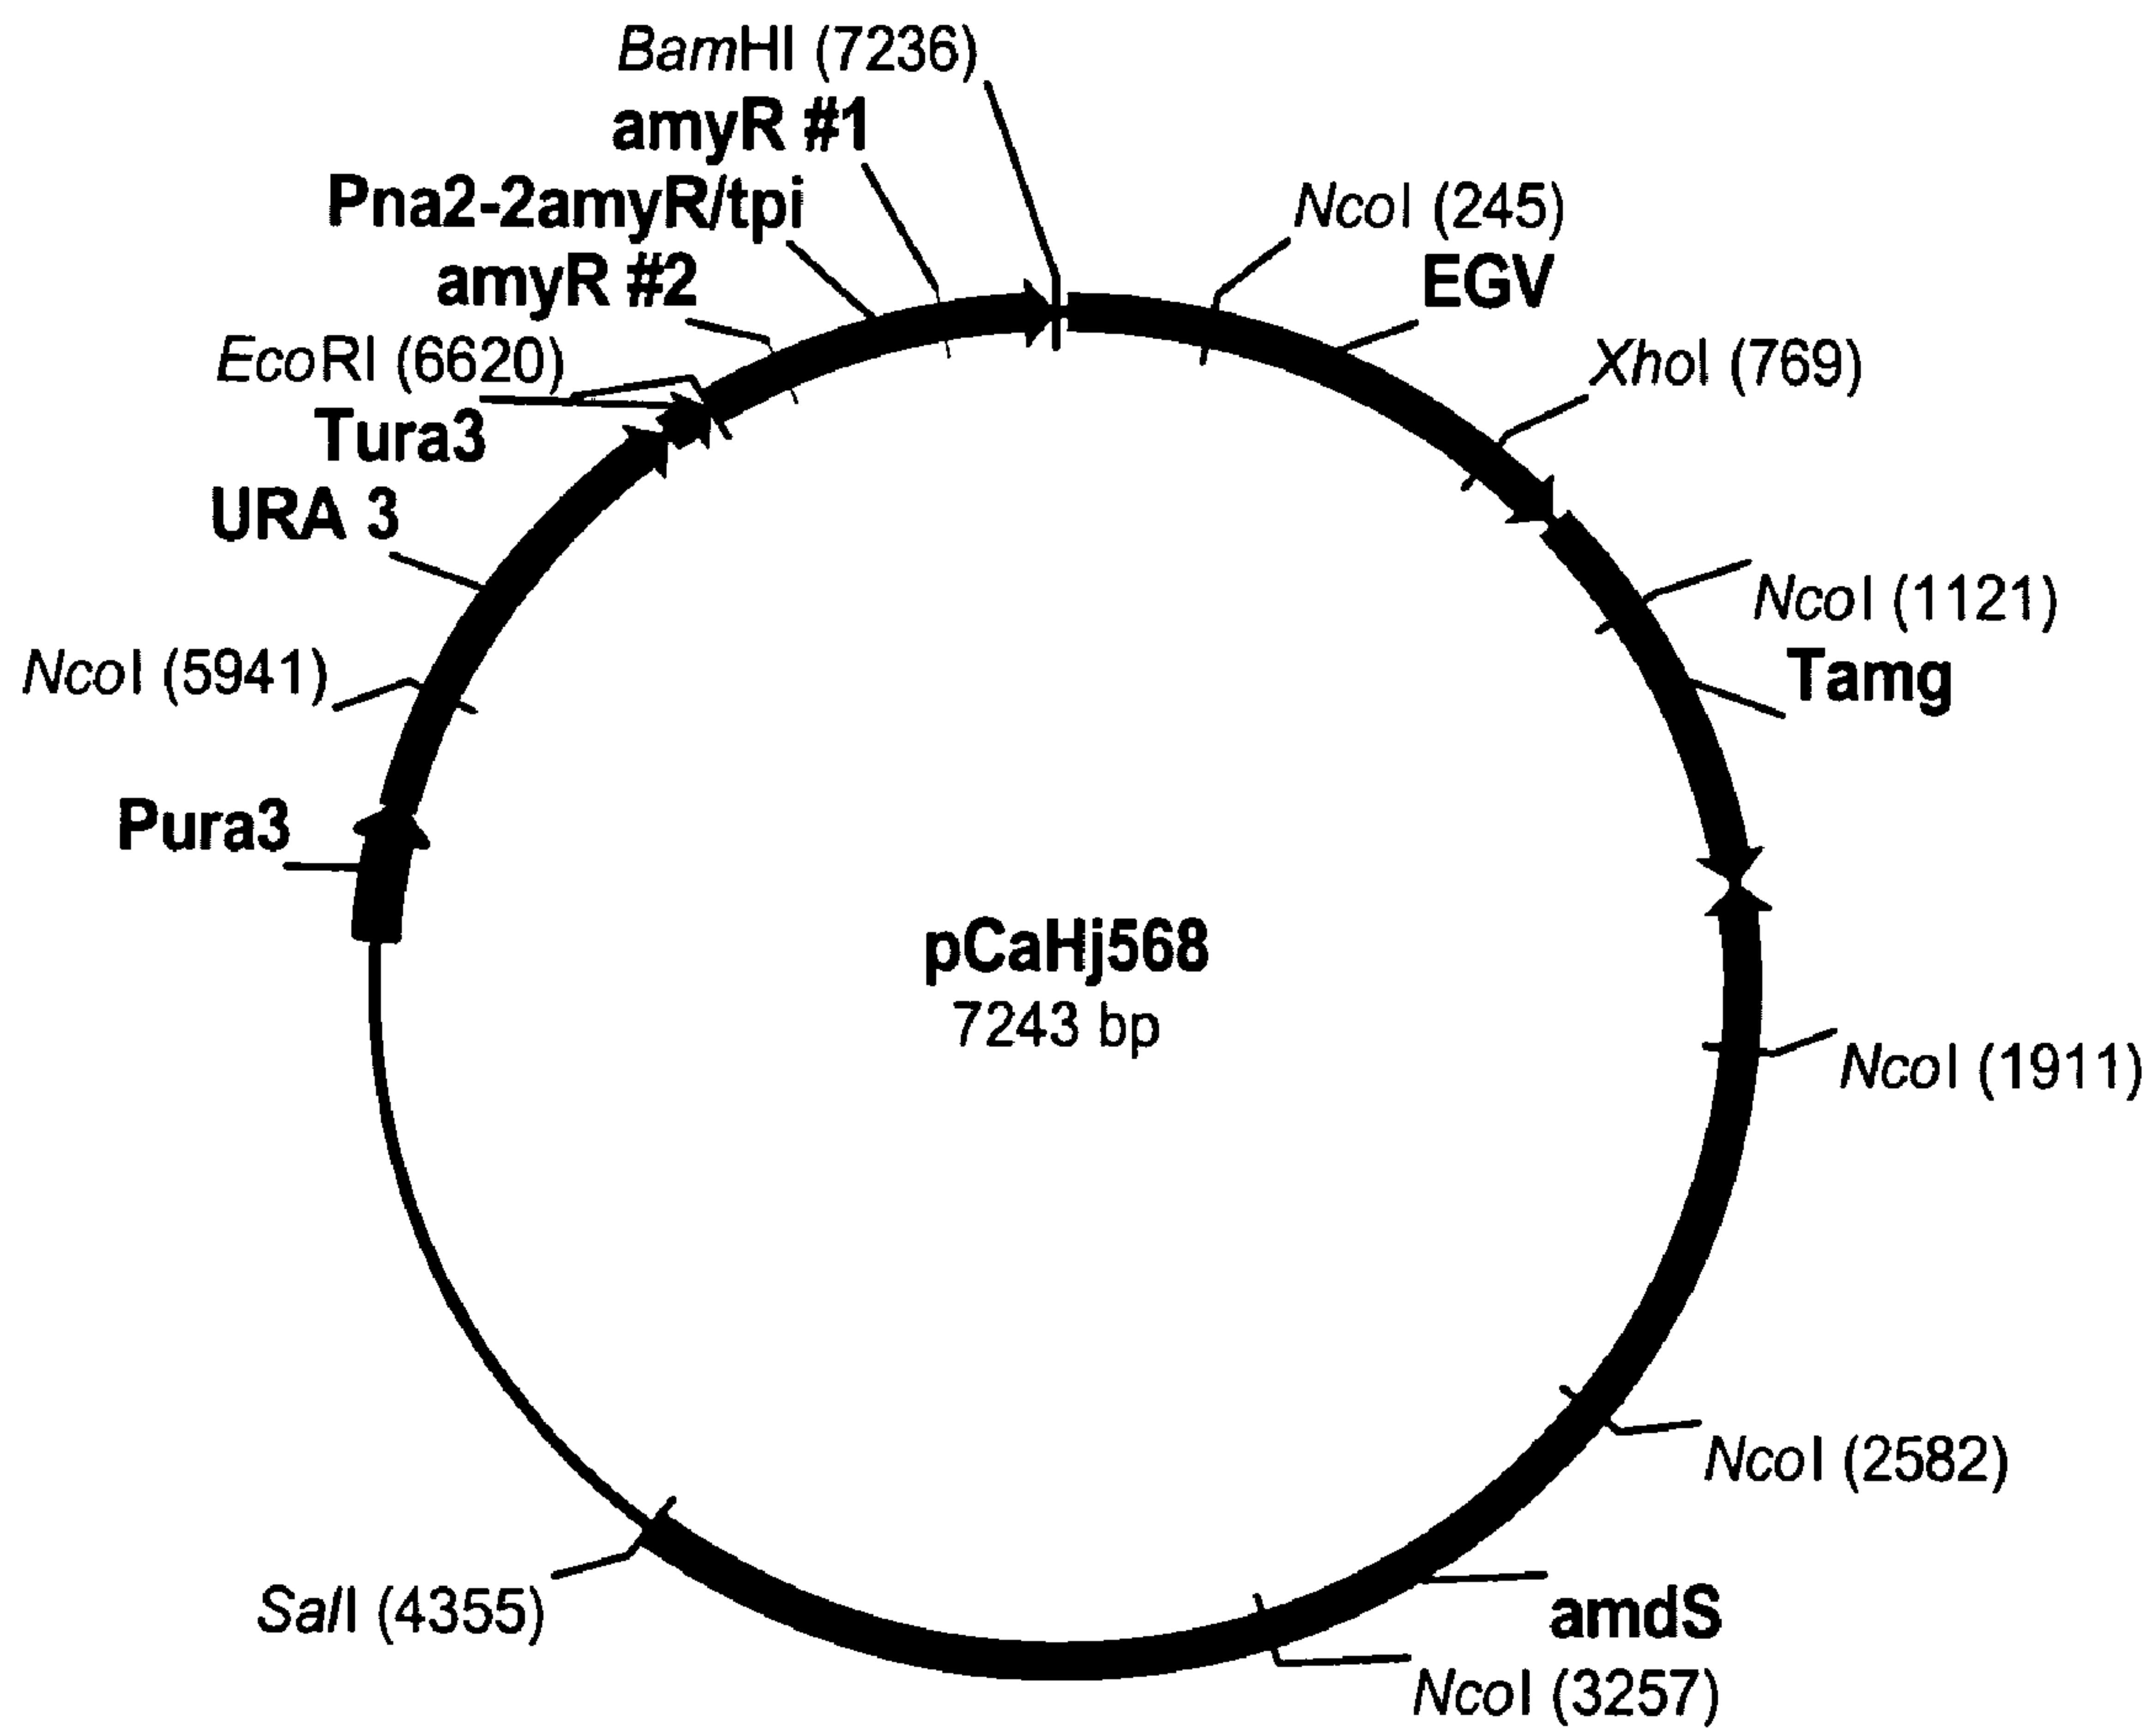 BamHI (7236)
amyR #1
Pna2-2amyR/tpi
amyR #2
EcoRI (6620)
Tura3
URA 3
NcoI (5941)
Pura3
NcoI (245)
EGV
XhoI (769)
NcoI (1121)
Tamg
pCaHj568
7243 bp
NcoI (1911)
NcoI (2582)
amdS
NcoI (3257)
SalI (4355)